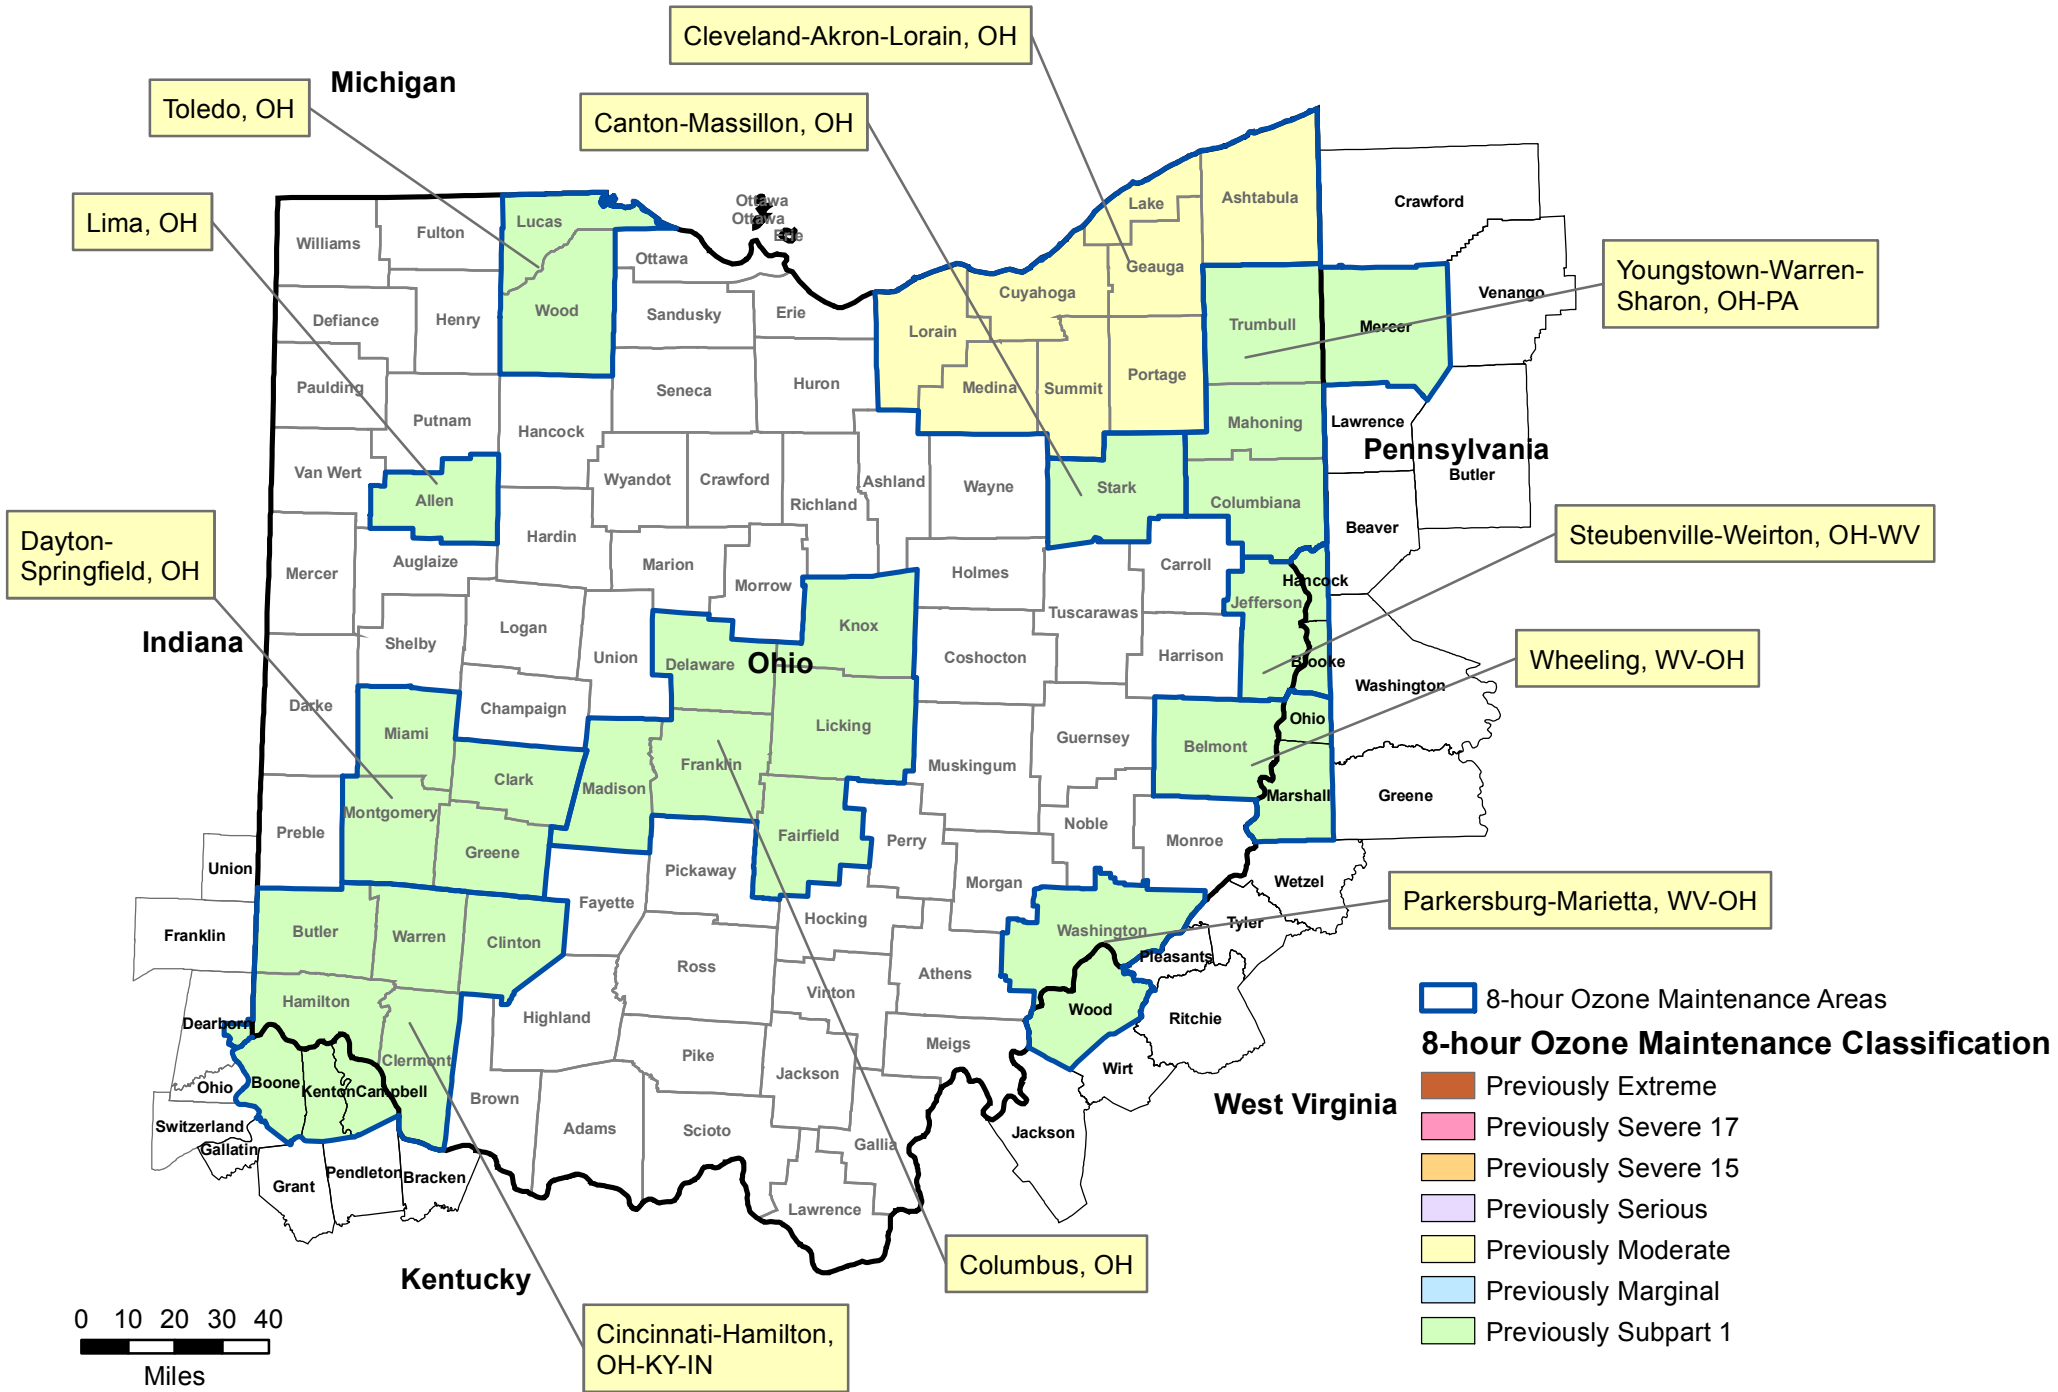 Cleveland-Akron-Lorain, OH
Michigan
Toledo, OH
Canton-Massillon, OH
Lima, OH
Youngstown-Warren-
Sharon, OH-PA
Dayton-
Springfield, OH
Steubenville-Weirton, OH-WV
Wheeling, WV-OH
Parkersburg-Marietta, WV-OH
Columbus, OH
Cincinnati-Hamilton,
OH-KY-IN
Indiana
Ohio
Pennsylvania
West Virginia
Kentucky
Williams
Fulton
Lucas
Ottawa
Ottawa
Erie
Ottawa
Lake
Ashtabula
Crawford
Geauga
Cuyahoga
Venango
Defiance
Henry
Wood
Sandusky
Erie
Lorain
Trumbull
Mercer
Paulding
Putnam
Seneca
Huron
Medina
Summit
Portage
Hancock
Mahoning
Lawrence
Butler
Van Wert
Allen
Wyandot
Crawford
Richland
Ashland
Wayne
Stark
Columbiana
Beaver
Mercer
Auglaize
Hardin
Marion
Morrow
Holmes
Carroll
Hancock
Jefferson
Tuscarawas
Shelby
Logan
Union
Delaware
Knox
Coshocton
Harrison
Brooke
Washington
Darke
Miami
Champaign
Licking
Guernsey
Belmont
Ohio
Clark
Madison
Franklin
Muskingum
Marshall
Greene
Montgomery
Preble
Greene
Fairfield
Perry
Noble
Monroe
Union
Pickaway
Morgan
Wetzel
Fayette
Hocking
Franklin
Butler
Warren
Clinton
Washington
Tyler
Pleasants
Ross
Athens
Hamilton
Vinton
Wood
Ritchie
Dearborn
Highland
Clermont
Pike
Meigs
Wirt
Ohio
Boone
Kenton
Campbell
Brown
Jackson
Switzerland
Adams
Scioto
Gallia
Jackson
Gallatin
Grant
Pendleton
Bracken
Lawrence
8-hour Ozone Maintenance Areas
8-hour Ozone Maintenance Classification
Previously Extreme
Previously Severe 17
Previously Severe 15
Previously Serious
Previously Moderate
Previously Marginal
Previously Subpart 1
0 10 20 30 40
Miles